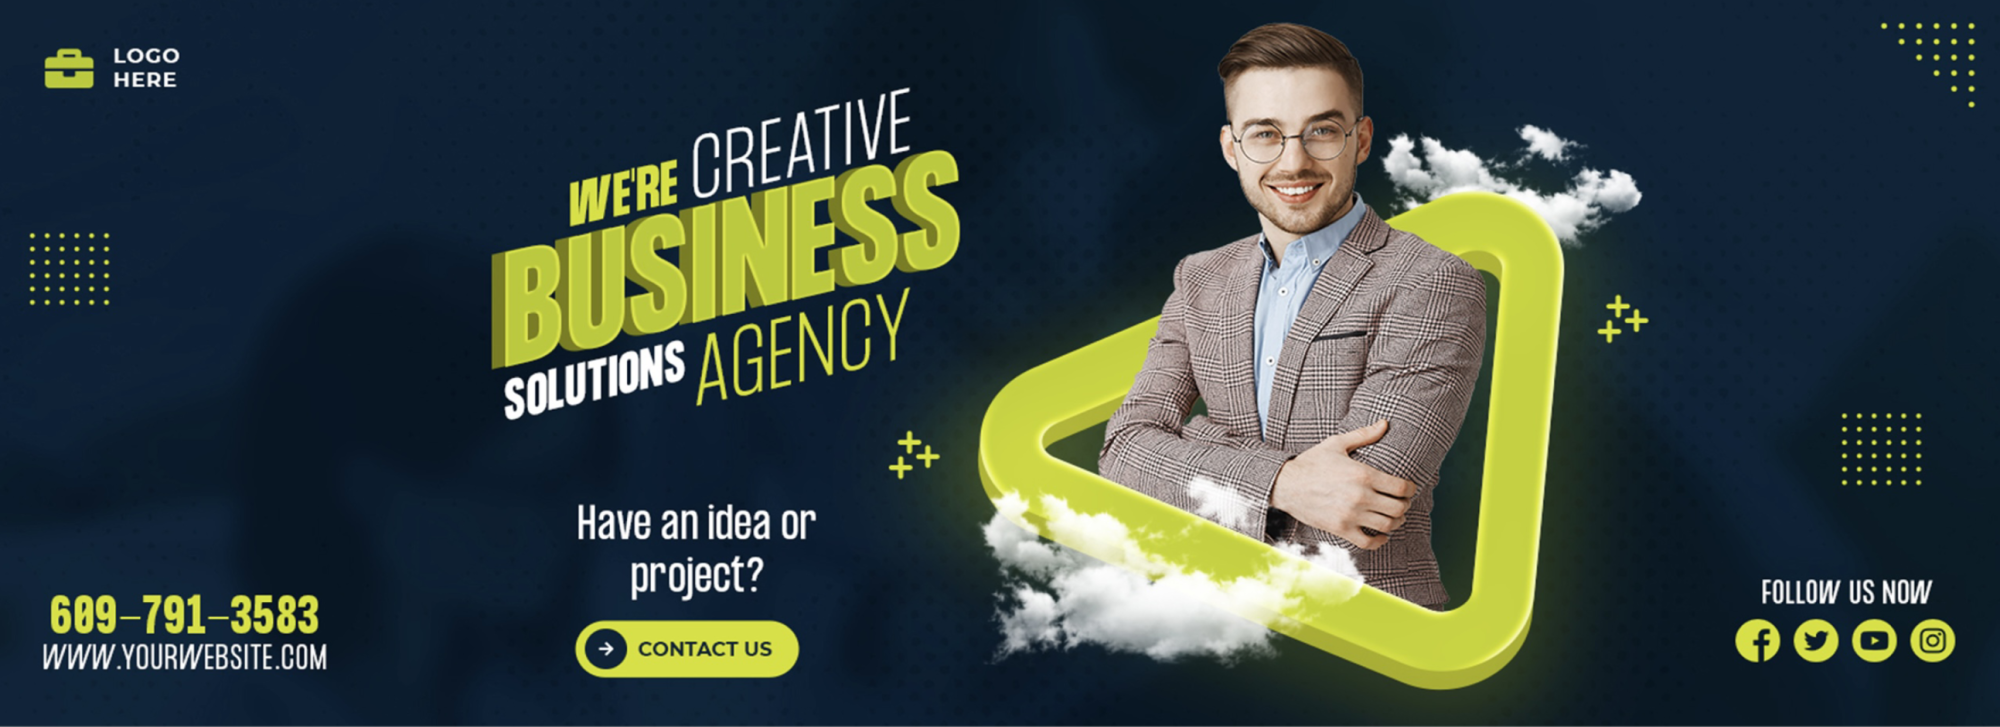 LOGO
HERE
WE'RE CREATIVE
BUSINESS
SOLUTIONS AGENCY
Have an idea or
project?
CONTACT US
609-791-3583
WWW.YOURWEBSITE.COM
FOLLOW US NOW